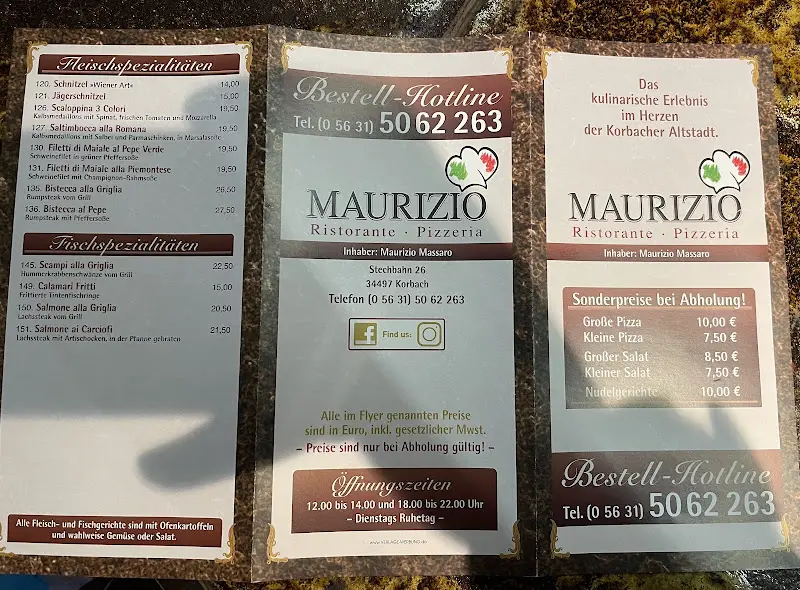 Fleischspezialitäten
120. Schnitzel »Wiener Art« 14,00
121. Jägerschnitzel 15,00
126. Scaloppina 3 Colori 19,50
Kalbsmedaillons mit Spinat, frischen Tomaten und Mozzarella
127. Saltimbocca alla Romana 19,50
Kalbsmedaillons mit Salbei und Parmaschinken, in Marsalasoße
130. Filetti di Maiale al Pepe Verde 19,50
Schweinefilet in grüner Pfeffersoße
131. Filetti di Maiale alla Piemontese 19,50
Schweinefilet mit Champignon-Rahmsoße
135. Bistecca alla Griglia 26,50
Rumpsteak vom Grill
136. Bistecca al Pepe 27,50
Rumpsteak mit Pfeffersoße
Fischspezialitäten
145. Scampi alla Griglia 22,50
Hummerkrabbenschwänze vom Grill
149. Calamari Fritti 15,00
Frittierte Tintenfischringe
150. Salmone alla Griglia 20,50
Lachssteak vom Grill
151. Salmone ai Carciofi 21,50
Lachssteak mit Artischocken, in der Pfanne gebraten
Alle Fleisch- und Fischgerichte sind mit Ofenkartoffeln
und wahlweise Gemüse oder Salat.
Bestell-Hotline
Tel. (0 56 31) 50 62 263
MAURIZIO
Ristorante · Pizzeria
Inhaber: Maurizio Massaro
Stechbahn 26
34497 Korbach
Telefon (0 56 31) 50 62 263
f Find us:
Alle im Flyer genannten Preise
sind in Euro, inkl. gesetzlicher Mwst.
– Preise sind nur bei Abholung gültig! –
Öffnungszeiten
12.00 bis 14.00 und 18.00 bis 22.00 Uhr
– Dienstags Ruhetag –
Das
kulinarische Erlebnis
im Herzen
der Korbacher Altstadt.
MAURIZIO
Ristorante · Pizzeria
Inhaber: Maurizio Massaro
Sonderpreise bei Abholung!
Große Pizza 10,00 €
Kleine Pizza 7,50 €
Großer Salat 8,50 €
Kleiner Salat 7,50 €
Nudelgerichte 10,00 €
Bestell-Hotline
Tel. (0 56 31) 50 62 263